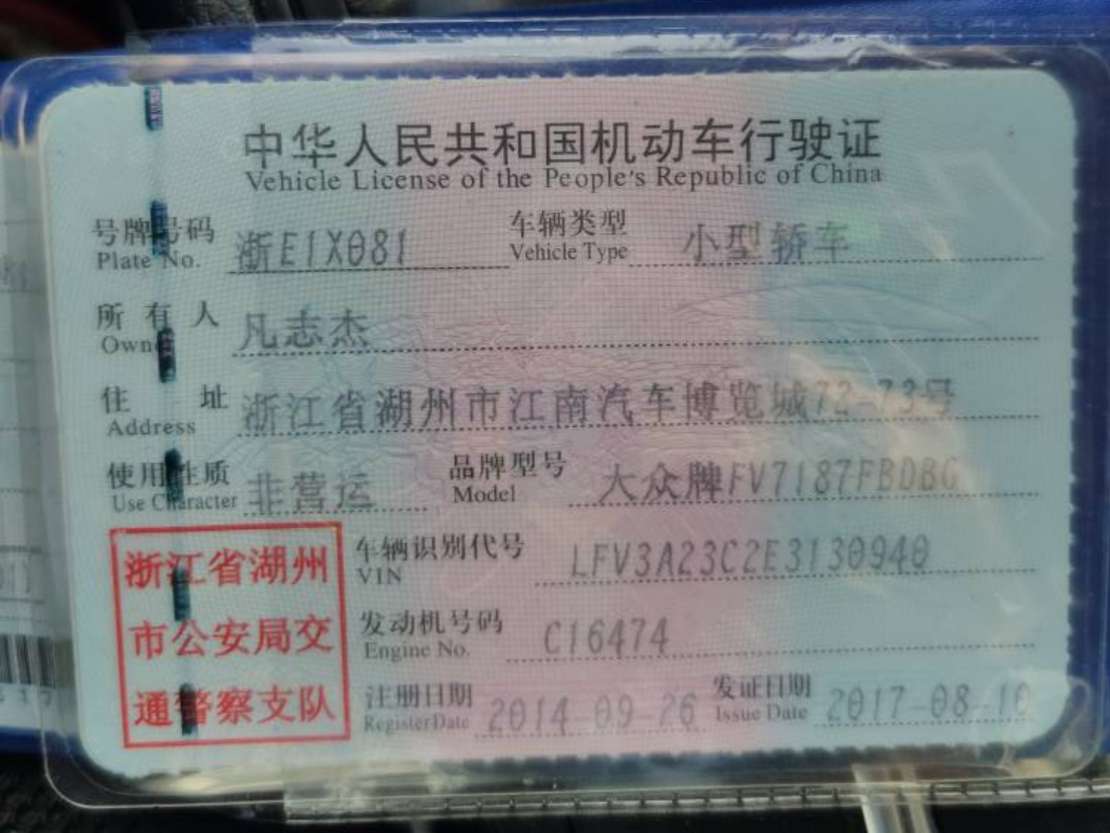 中华人民共和国机动车行驶证
Vehicle License of the People's Republic of China
号牌号码 浙E1X081 车辆类型 小型轿车
Plate No. Vehicle Type
所有人 凡志杰
Owner
住址 浙江省湖州市江南汽车博览城72-73号
Address
使用性质 非营运 品牌型号 大众牌FV7187FBDBG
Use Character Model
浙江省湖州
市公安局交
通警察支队
车辆识别代号 LFV3A23C2E3130940
VIN
发动机号码 C16474
Engine No.
注册日期 2014-09-26 发证日期 2017-08-10
Register Date Issue Date